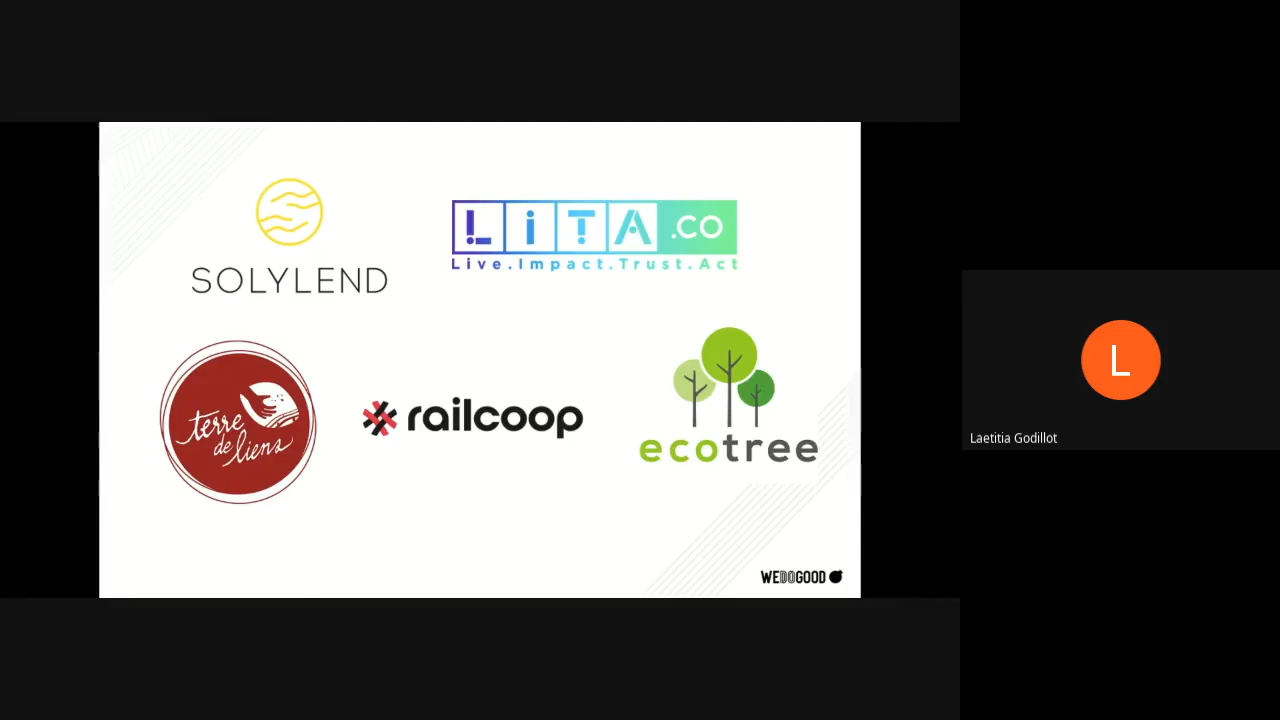 SOLYLEND
LiTA.CO
Live.Impact.Trust.Act
terre
de liens
railcoop
ecotree
WEDOGOOD
L
Laetitia Godillot